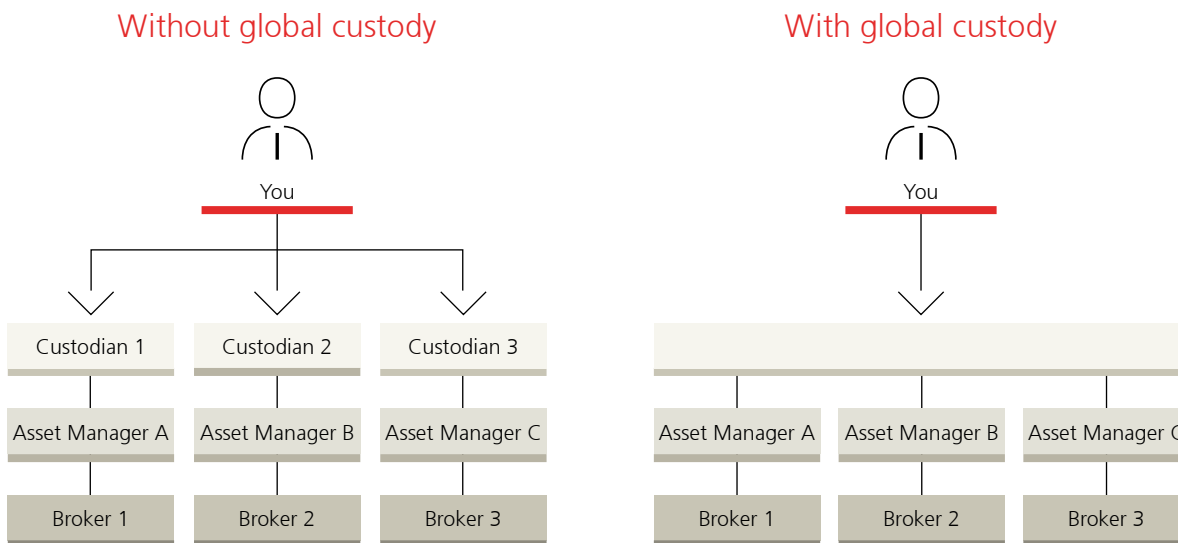 Without global custody
With global custody
You
You
Custodian 1
Custodian 2
Custodian 3
Asset Manager A
Asset Manager B
Asset Manager C
Asset Manager A
Asset Manager B
Asset Manager C
Broker 1
Broker 2
Broker 3
Broker 1
Broker 2
Broker 3